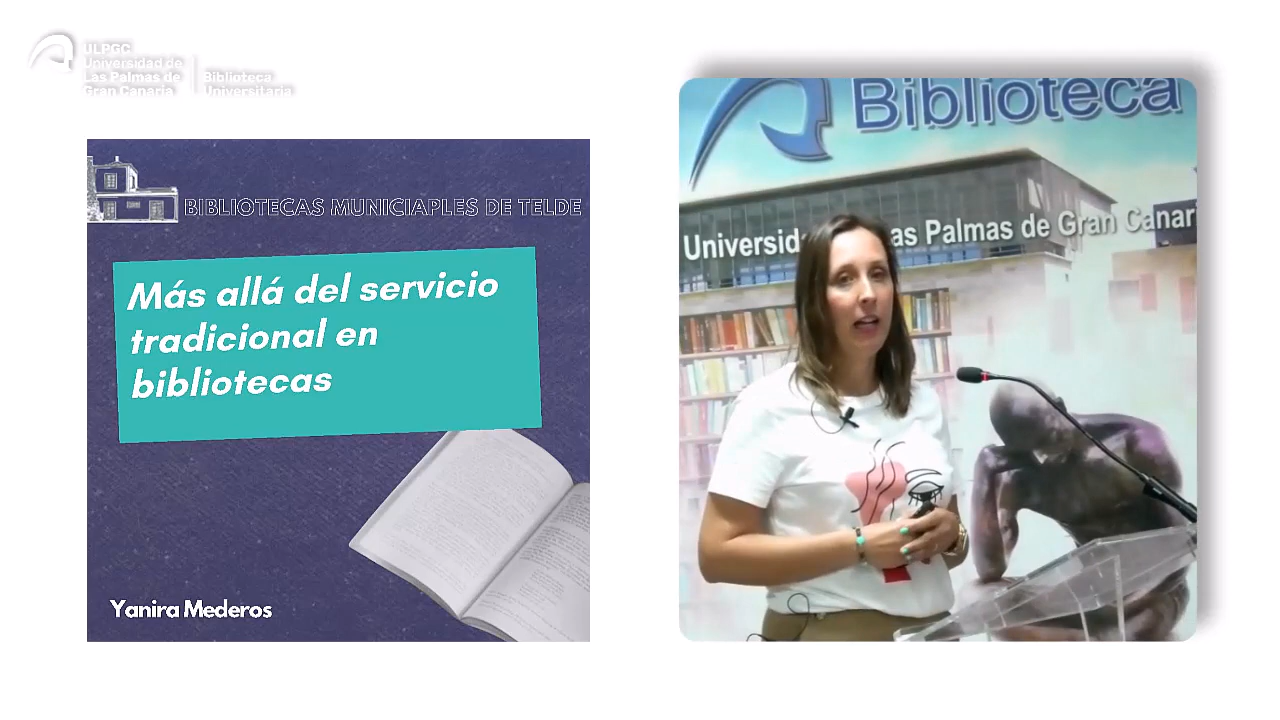 ULPGC
Universidad de
Las Palmas de
Gran Canaria
Biblioteca
Universitaria
BIBLIOTECAS MUNICIAPLES DE TELDE
Más allá del servicio
tradicional en
bibliotecas
Yanira Mederos
Biblioteca
Universid as Palmas de Gran Canari